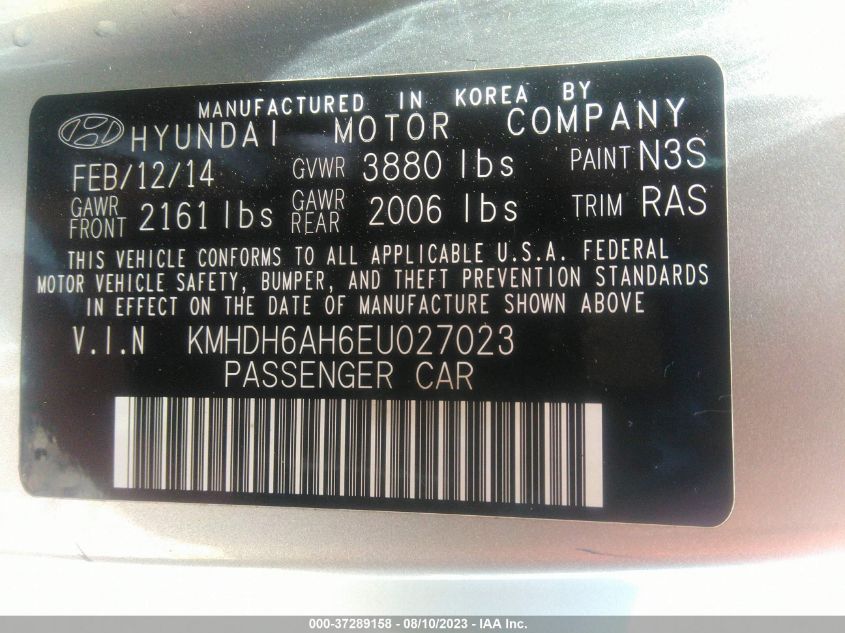 MANUFACTURED IN KOREA BY
HYUNDAI MOTOR COMPANY
FEB/12/14 GVWR 3880 lbs PAINT N3S
GAWR FRONT 2161 lbs GAWR REAR 2006 lbs TRIM RAS
THIS VEHICLE CONFORMS TO ALL APPLICABLE U.S.A. FEDERAL
MOTOR VEHICLE SAFETY, BUMPER, AND THEFT PREVENTION STANDARDS
IN EFFECT ON THE DATE OF MANUFACTURE SHOWN ABOVE
V.I.N KMHDH6AH6EU027023
PASSENGER CAR
000-37289158 - 08/10/2023 - IAA Inc.